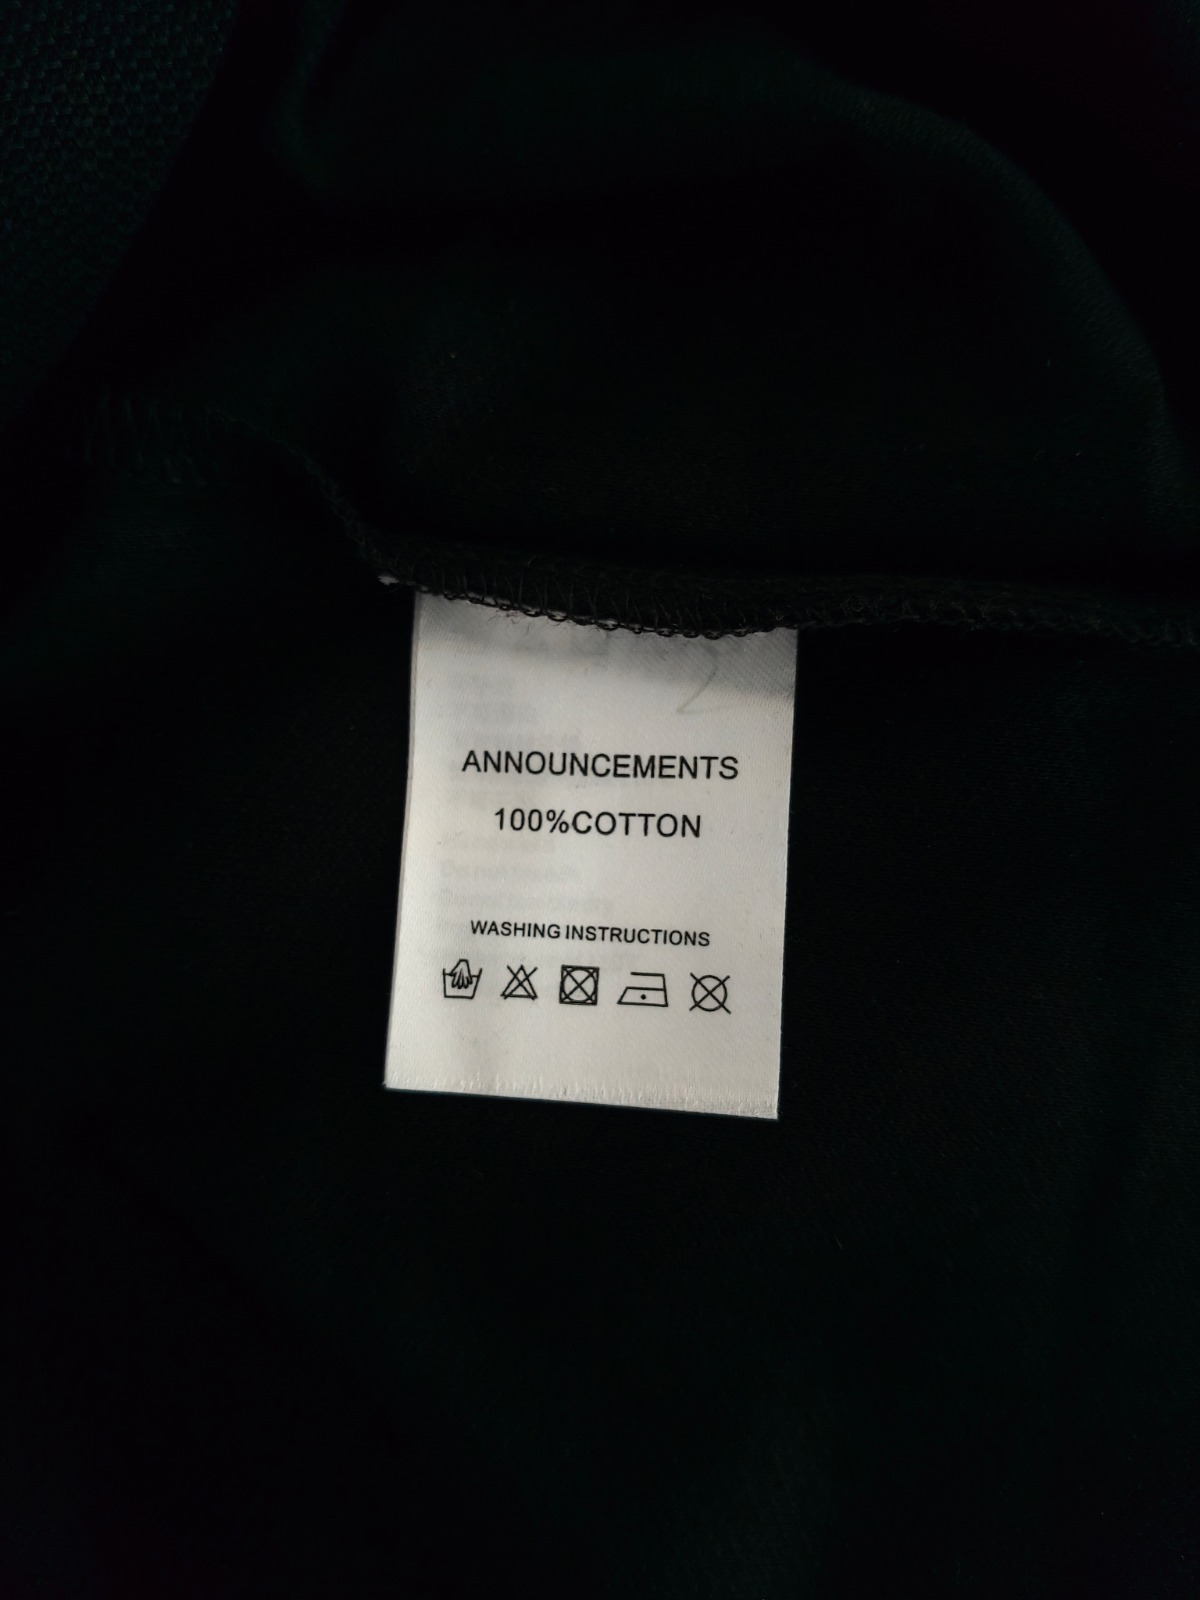 ANNOUNCEMENTS
100%COTTON
WASHING INSTRUCTIONS